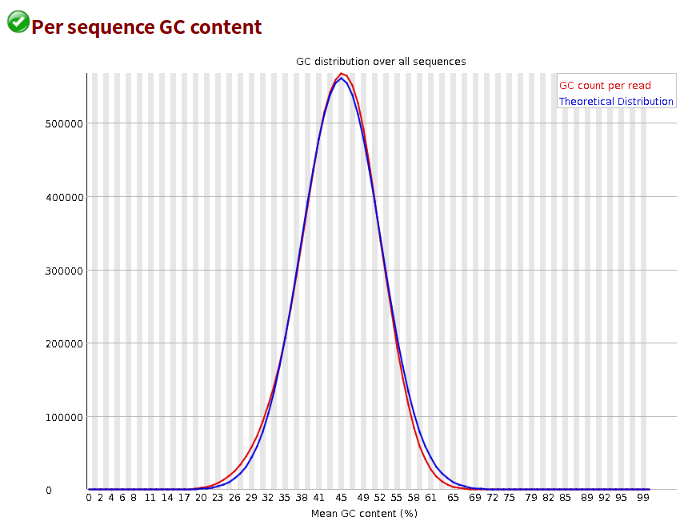 Per sequence GC content
GC distribution over all sequences
GC count per read
Theoretical Distribution
500000
400000
300000
200000
100000
0
0 2 4 6 8 11 14 17 20 23 26 29 32 35 38 41 45 49 52 55 58 61 65 69 72 75 79 82 85 89 92 95 99
Mean GC content (%)